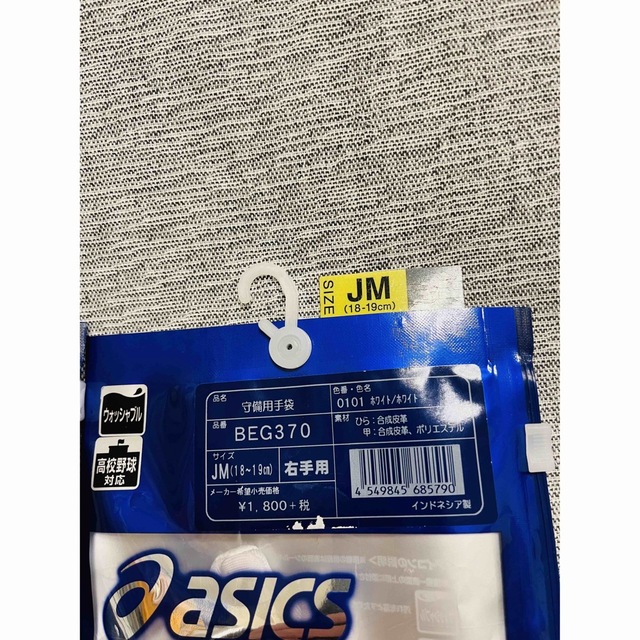 SIZE
JM
(18-19cm)
ウォッシャブル
高校野球
対応
品名
守備用手袋
品番
BEG370
サイズ
JM(18~19cm)
右手用
メーカー希望小売価格
¥1,800+税
色番・色名
0101 ホワイト/ホワイト
素材
ひら：合成皮革
甲：合成皮革、ポリエステル
4 549845 685790
インドネシア製
asics